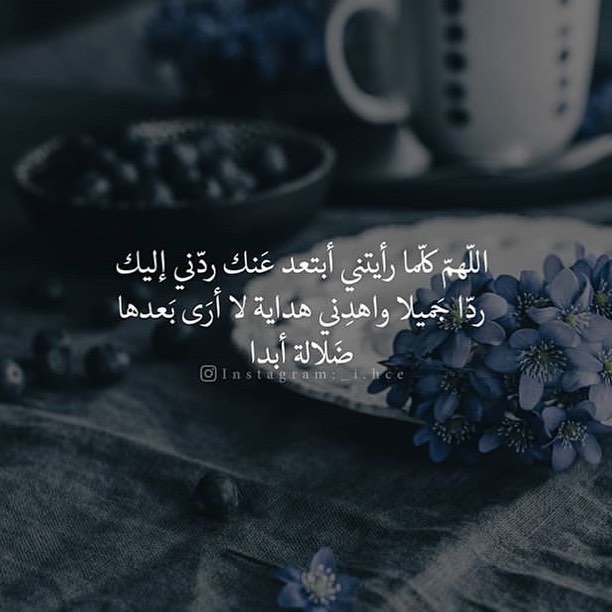 اللّهمّ كلّما رأيتني أبتعد عَنك ردّني إليك
ردّا جَميلا واهدِني هداية لا أرَى بَعدها
ضَلالة أبدا
Instagram:_i.hce